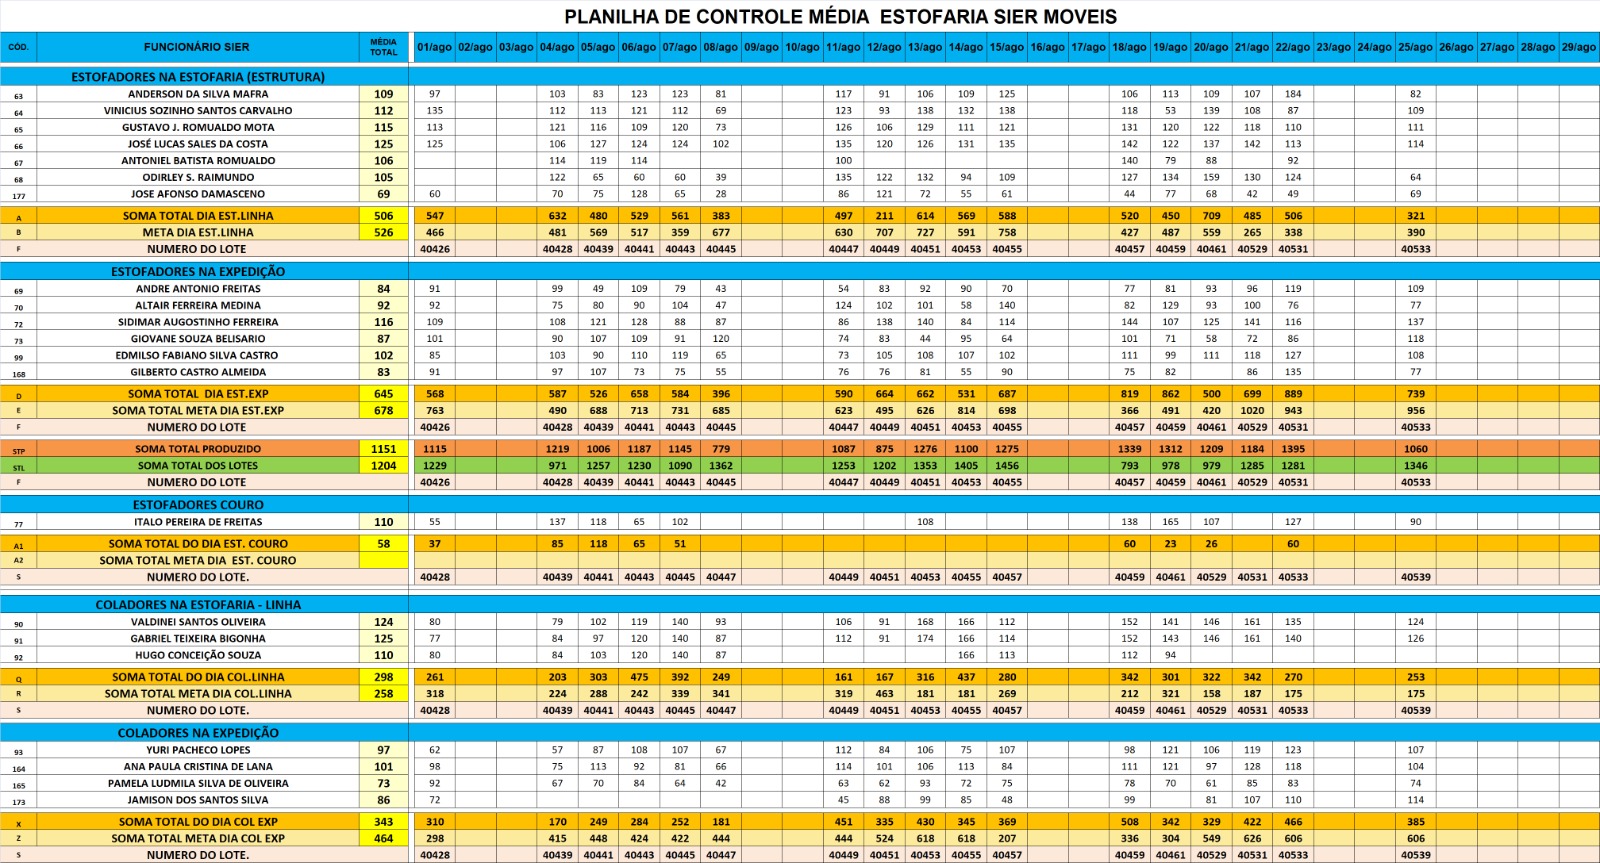 PLANILHA DE CONTROLE MÉDIA ESTOFARIA SIER MOVEIS
CÓD. FUNCIONÁRIO SIER MÉDIA TOTAL 01/ago 02/ago 03/ago 04/ago 05/ago 06/ago 07/ago 08/ago 09/ago 10/ago 11/ago 12/ago 13/ago 14/ago 15/ago 16/ago 17/ago 18/ago 19/ago 20/ago 21/ago 22/ago 23/ago 24/ago 25/ago 26/ago 27/ago 28/ago 29/ago
ESTOFADORES NA ESTOFARIA (ESTRUTURA)
63 ANDERSON DA SILVA MAFRA 109 97 103 83 123 123 81 117 91 106 109 125 106 113 109 107 184 82
64 VINICIUS SOZINHO SANTOS CARVALHO 112 135 112 113 121 112 69 123 93 138 132 138 118 53 139 108 87 109
65 GUSTAVO J. ROMUALDO MOTA 115 113 121 116 109 120 73 126 106 129 111 121 131 120 122 118 110 111
66 JOSÉ LUCAS SALES DA COSTA 125 125 106 127 124 124 102 135 120 126 131 135 142 122 137 142 113 114
67 ANTONIEL BATISTA ROMUALDO 106 114 119 114 100 140 79 88 92
68 ODIRLEY S. RAIMUNDO 105 122 65 60 60 39 135 122 132 94 109 127 134 159 130 124 64
177 JOSE AFONSO DAMASCENO 69 60 70 75 128 65 28 86 121 72 55 61 44 77 68 42 49 69
A SOMA TOTAL DIA EST.LINHA 506 547 632 480 529 561 383 497 211 614 569 588 520 450 709 485 506 321
B META DIA EST.LINHA 526 466 481 569 517 359 677 630 707 727 591 758 427 487 559 265 338 390
F NUMERO DO LOTE 40426 40428 40439 40441 40443 40445 40447 40449 40451 40453 40455 40457 40459 40461 40529 40531 40533
ESTOFADORES NA EXPEDIÇÃO
69 ANDRE ANTONIO FREITAS 84 91 99 49 109 79 43 54 83 92 90 70 77 81 93 96 119 109
70 ALTAIR FERREIRA MEDINA 92 92 75 80 90 104 47 124 102 101 58 140 82 129 93 100 76 77
72 SIDIMAR AUGOSTINHO FERREIRA 116 109 108 121 128 88 87 86 138 140 84 114 144 107 125 141 116 137
73 GIOVANE SOUZA BELISARIO 87 101 90 107 109 91 120 74 83 44 95 64 101 71 58 72 86 118
99 EDMILSO FABIANO SILVA CASTRO 102 85 103 90 110 119 65 73 105 108 107 102 111 99 111 118 127 108
168 GILBERTO CASTRO ALMEIDA 83 91 97 107 73 75 55 76 76 81 55 90 75 82 86 135 77
D SOMA TOTAL DIA EST.EXP 645 568 587 526 658 584 396 590 664 662 531 687 819 862 500 699 889 739
E SOMA TOTAL META DIA EST.EXP 678 763 490 688 713 731 685 623 495 626 814 698 366 491 420 1020 943 956
F NUMERO DO LOTE 40426 40428 40439 40441 40443 40445 40447 40449 40451 40453 40455 40457 40459 40461 40529 40531 40533
STP SOMA TOTAL PRODUZIDO 1151 1115 1219 1006 1187 1145 779 1087 875 1276 1100 1275 1339 1312 1209 1184 1395 1060
STL SOMA TOTAL DOS LOTES 1204 1229 971 1257 1230 1090 1362 1253 1202 1353 1405 1456 793 978 979 1285 1281 1346
F NUMERO DO LOTE 40426 40428 40439 40441 40443 40445 40447 40449 40451 40453 40455 40457 40459 40461 40529 40531 40533
ESTOFADORES COURO
77 ITALO PEREIRA DE FREITAS 110 55 137 118 65 102 108 138 165 107 127 90
A1 SOMA TOTAL DO DIA EST. COURO 58 37 85 118 65 51 60 23 26 60
A2 SOMA TOTAL META DIA EST. COURO
S NUMERO DO LOTE. 40428 40439 40441 40443 40445 40447 40449 40451 40453 40455 40457 40459 40461 40529 40531 40533 40539
COLADORES NA ESTOFARIA - LINHA
90 VALDINEI SANTOS OLIVEIRA 124 80 79 102 119 140 93 106 91 168 166 112 152 141 146 161 135 124
91 GABRIEL TEIXEIRA BIGONHA 125 77 84 97 120 140 87 112 91 174 166 114 152 143 146 161 140 126
92 HUGO CONCEIÇÃO SOUZA 110 80 84 103 120 140 87 166 113 112 94
Q SOMA TOTAL DO DIA COL.LINHA 298 261 203 303 475 392 249 161 167 316 437 280 342 301 322 342 270 253
R SOMA TOTAL META DIA COL.LINHA 258 318 224 288 242 339 341 319 463 181 181 269 212 321 158 187 175 175
S NUMERO DO LOTE. 40428 40439 40441 40443 40445 40447 40449 40451 40453 40455 40457 40459 40461 40529 40531 40533 40539
COLADORES NA EXPEDIÇÃO
93 YURI PACHECO LOPES 97 62 57 87 108 107 67 112 84 106 75 107 98 121 106 119 123 107
164 ANA PAULA CRISTINA DE LANA 101 98 75 113 92 81 66 114 101 106 113 84 111 121 97 128 118 104
165 PAMELA LUDMILA SILVA DE OLIVEIRA 73 92 67 70 84 64 42 63 62 93 72 75 78 70 61 85 83 74
173 JAMISON DOS SANTOS SILVA 86 72 45 88 99 85 48 99 81 107 110 114
X SOMA TOTAL DO DIA COL EXP 343 310 170 249 284 252 181 451 335 430 345 369 508 342 329 422 466 385
Z SOMA TOTAL META DIA COL EXP 464 298 415 448 424 422 444 444 524 618 618 207 336 304 549 626 606 606
S NUMERO DO LOTE. 40428 40439 40441 40443 40445 40447 40449 40451 40453 40455 40457 40459 40461 40529 40531 40533 40539